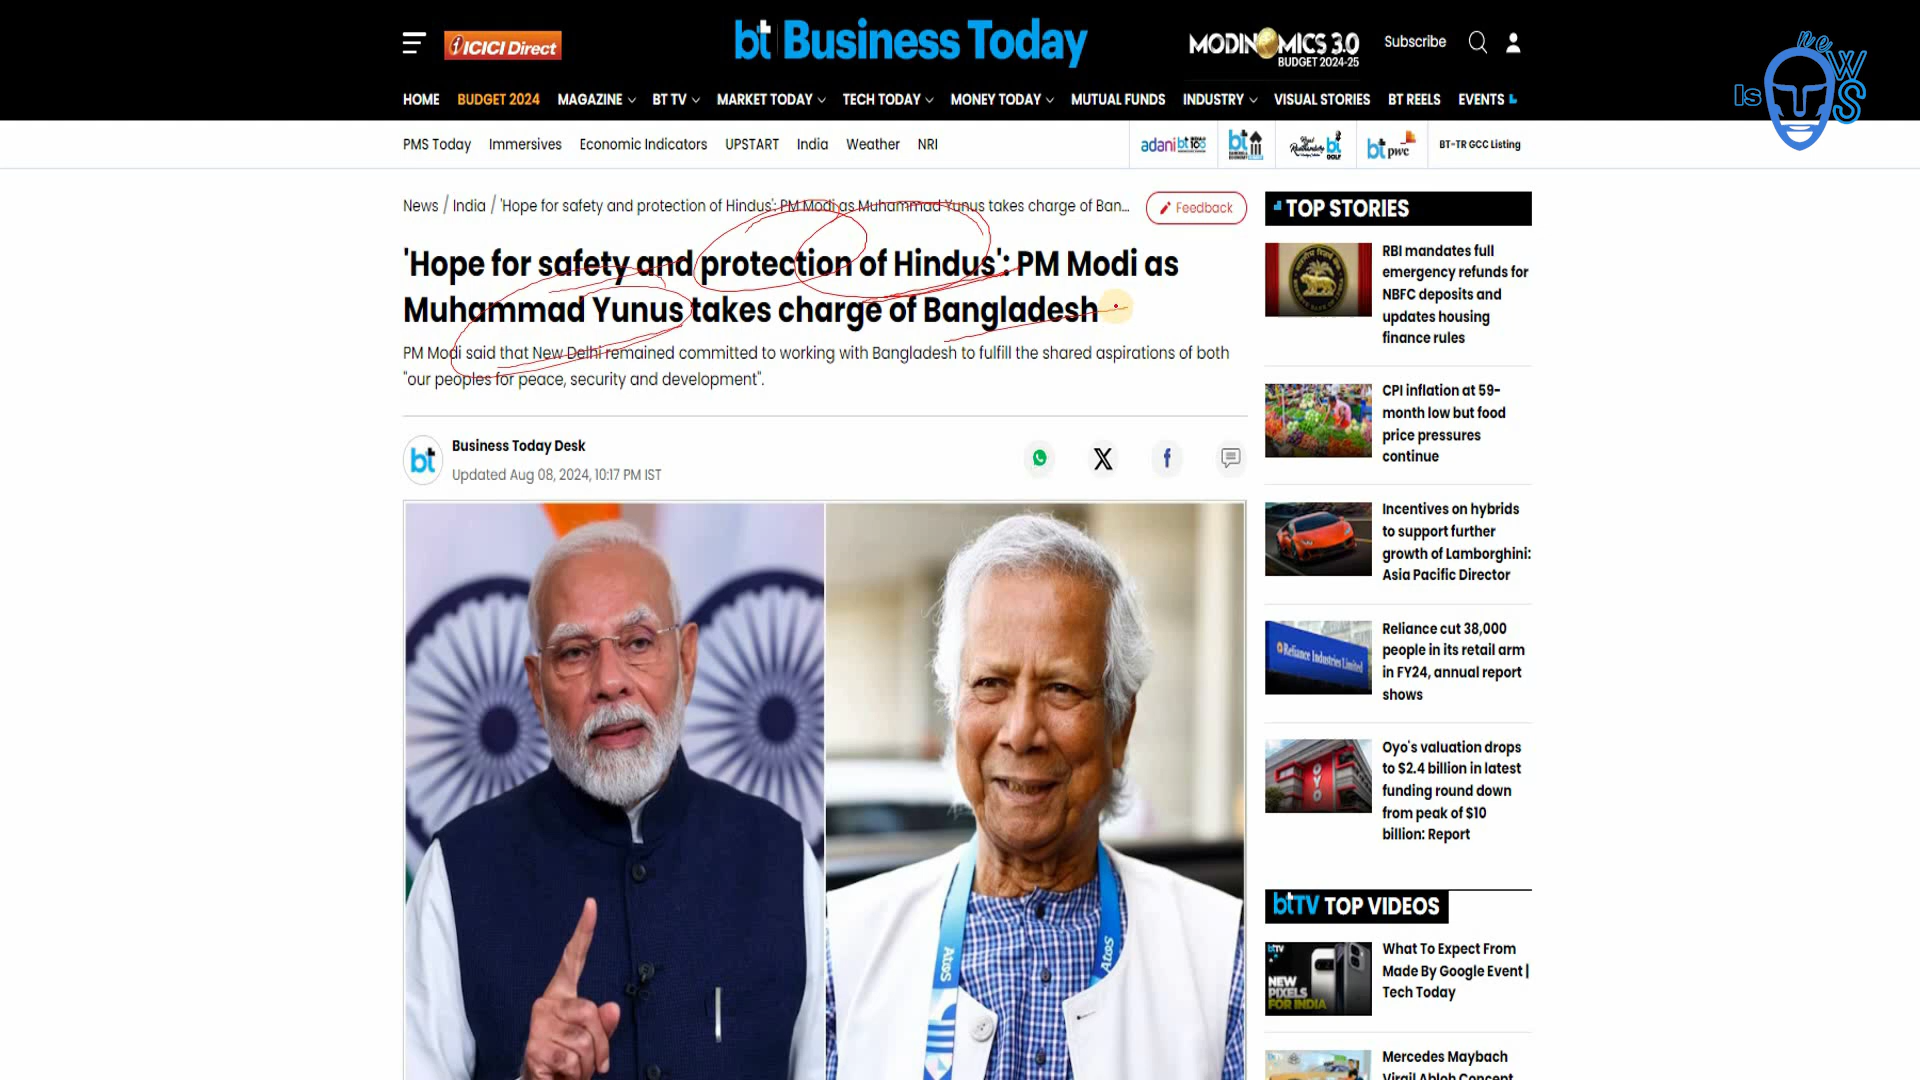 iCICI Direct
bt Business Today
MODINOMICS 3.0
BUDGET 2024-25
Subscribe
new
Is
HOME BUDGET 2024 MAGAZINE BT TV MARKET TODAY TECH TODAY MONEY TODAY MUTUAL FUNDS INDUSTRY VISUAL STORIES BT REELS EVENTS
PMS Today Immersives Economic Indicators UPSTART India Weather NRI
adani bt
bt
bt
bt pwc
BT-TR GCC Listing
News / India / 'Hope for safety and protection of Hindus': PM Modi as Muhammad Yunus takes charge of Ban...
Feedback
'Hope for safety and protection of Hindus': PM Modi as
Muhammad Yunus takes charge of Bangladesh
PM Modi said that New Delhi remained committed to working with Bangladesh to fulfill the shared aspirations of both
"our peoples for peace, security and development".
bt
Business Today Desk
Updated Aug 08, 2024, 10:17 PM IST
Atos
Atos
TOP STORIES
RBI mandates full
emergency refunds for
NBFC deposits and
updates housing
finance rules
CPI inflation at 59-
month low but food
price pressures
continue
Incentives on hybrids
to support further
growth of Lamborghini:
Asia Pacific Director
Reliance Industries Limited
Reliance cut 38,000
people in its retail arm
in FY24, annual report
shows
OYO
Oyo's valuation drops
to $2.4 billion in latest
funding round down
from peak of $10
billion: Report
btTV TOP VIDEOS
btTV
NEW
PIXELS
FOR INDIA
What To Expect From
Made By Google Event |
Tech Today
Mercedes Maybach
Virgil Abloh Concept